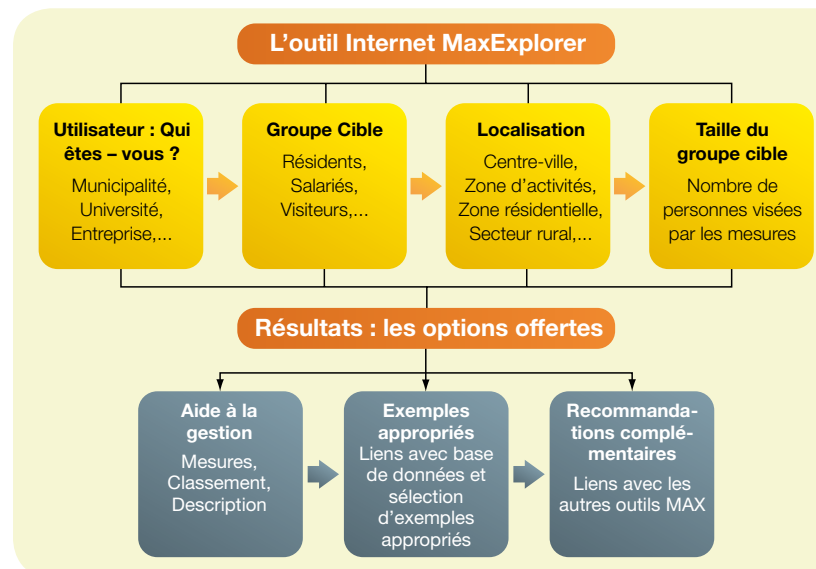 L'outil Internet MaxExplorer
Utilisateur : Qui
êtes – vous ?
Municipalité,
Université,
Entreprise,...
Groupe Cible
Résidents,
Salariés,
Visiteurs,...
Localisation
Centre-ville,
Zone d'activités,
Zone résidentielle,
Secteur rural,...
Taille du
groupe cible
Nombre de
personnes visées
par les mesures
Résultats : les options offertes
Aide à la
gestion
Mesures,
Classement,
Description
Exemples
appropriés
Liens avec base
de données et
sélection
d'exemples
appropriés
Recommanda-
tions complé-
mentaires
Liens avec les
autres outils MAX